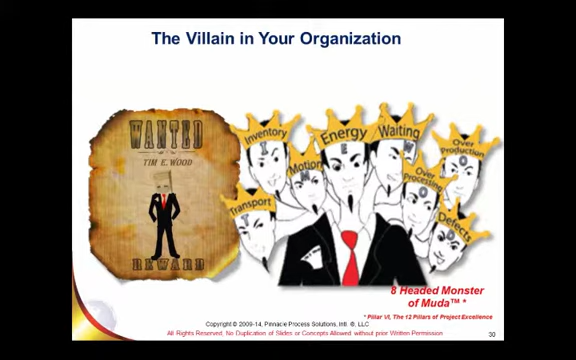 The Villain in Your Organization
WANTED
TIM E. WOOD
REWARD
Inventory
I
Energy
E
Waiting
W
Motion
M
Over
Production
O
Over
Processing
O
Transport
T
Defects
D
8 Headed Monster
of Muda™ *
* Pillar VI, The 12 Pillars of Project Excellence
Copyright © 2009-14, Pinnacle Process Solutions, Intl. ®, LLC
All Rights Reserved, No Duplication of Slides or Concepts Allowed without prior Written Permission
30